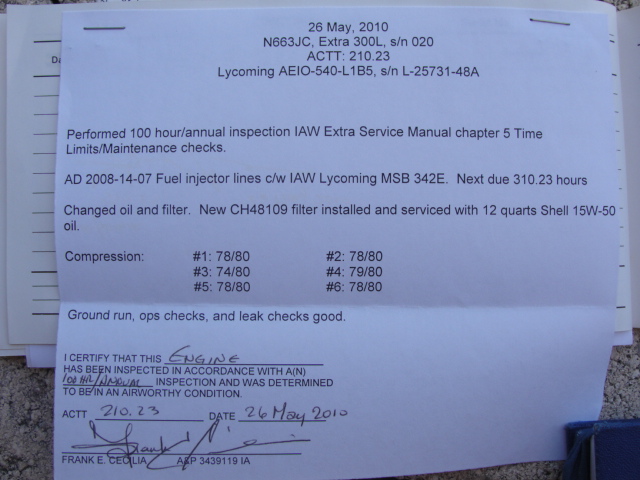 26 May, 2010
N663JC, Extra 300L, s/n 020
ACTT: 210.23
Lycoming AEIO-540-L1B5, s/n L-25731-48A
Da
Performed 100 hour/annual inspection IAW Extra Service Manual chapter 5 Time
Limits/Maintenance checks.
AD 2008-14-07 Fuel injector lines c/w IAW Lycoming MSB 342E. Next due 310.23 hours
Changed oil and filter. New CH48109 filter installed and serviced with 12 quarts Shell 15W-50
oil.
Compression: #1: 78/80 #2: 78/80
#3: 74/80 #4: 79/80
#5: 78/80 #6: 78/80
Ground run, ops checks, and leak checks good.
I CERTIFY THAT THIS ENGINE
HAS BEEN INSPECTED IN ACCORDANCE WITH A(N)
100 HR/ANNUAL INSPECTION AND WAS DETERMINED
TO BE IN AN AIRWORTHY CONDITION.
ACTT 210.23 DATE 26 May 2010
FRANK E. CECILIA A&P 3439119 IA